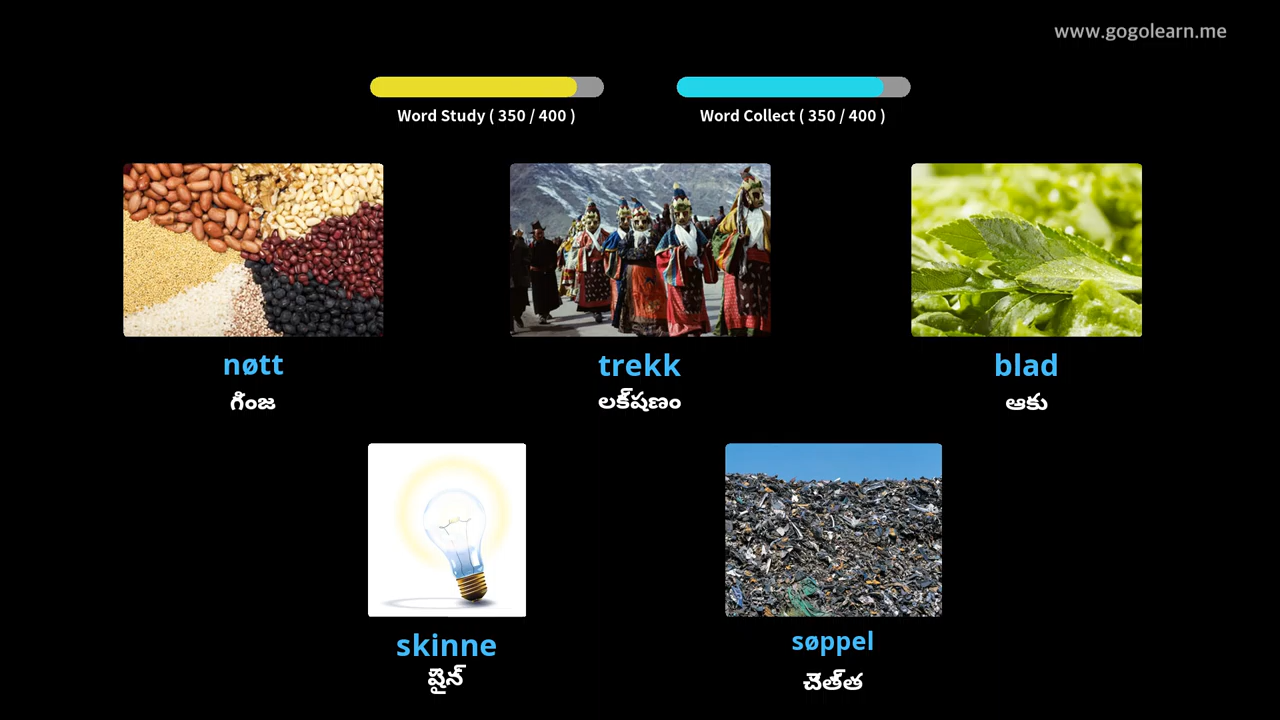 www.gogolearn.me
Word Study ( 350 / 400 )
Word Collect ( 350 / 400 )
nøtt
గింజ
trekk
లక్షణం
blad
ఆకు
skinne
షైన్
søppel
చెత్త